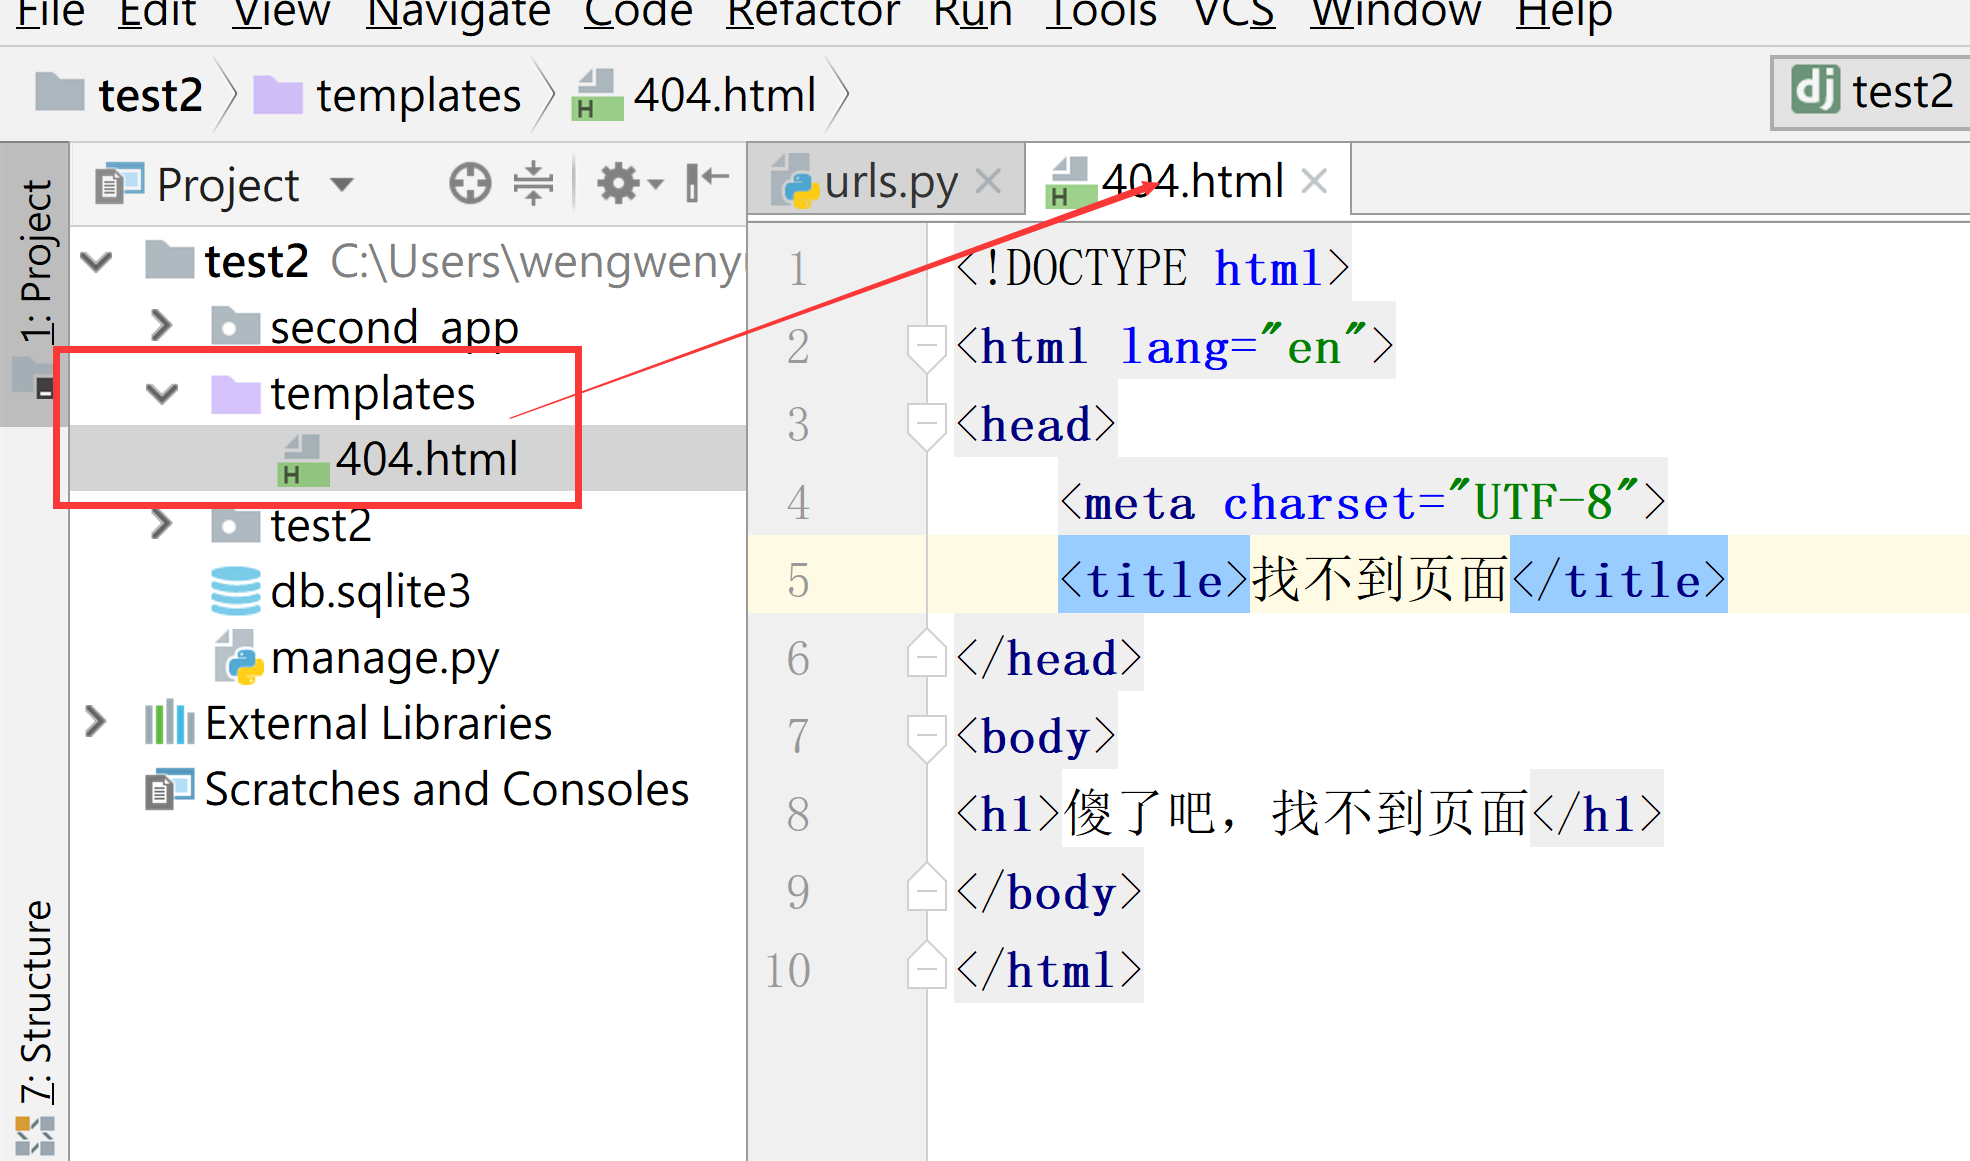 File Edit View Navigate Code Refactor Run Tools VCS Window Help
test2 templates 404.html
dj test2
1: Project
7: Structure
Project
test2 C:\Users\wengweny
second_app
templates
404.html
test2
db.sqlite3
manage.py
External Libraries
Scratches and Consoles
urls.py 404.html
1 <!DOCTYPE html>
2 <html lang="en">
3 <head>
4 <meta charset="UTF-8">
5 <title>找不到页面</title>
6 </head>
7 <body>
8 <h1>傻了吧，找不到页面</h1>
9 </body>
10 </html>